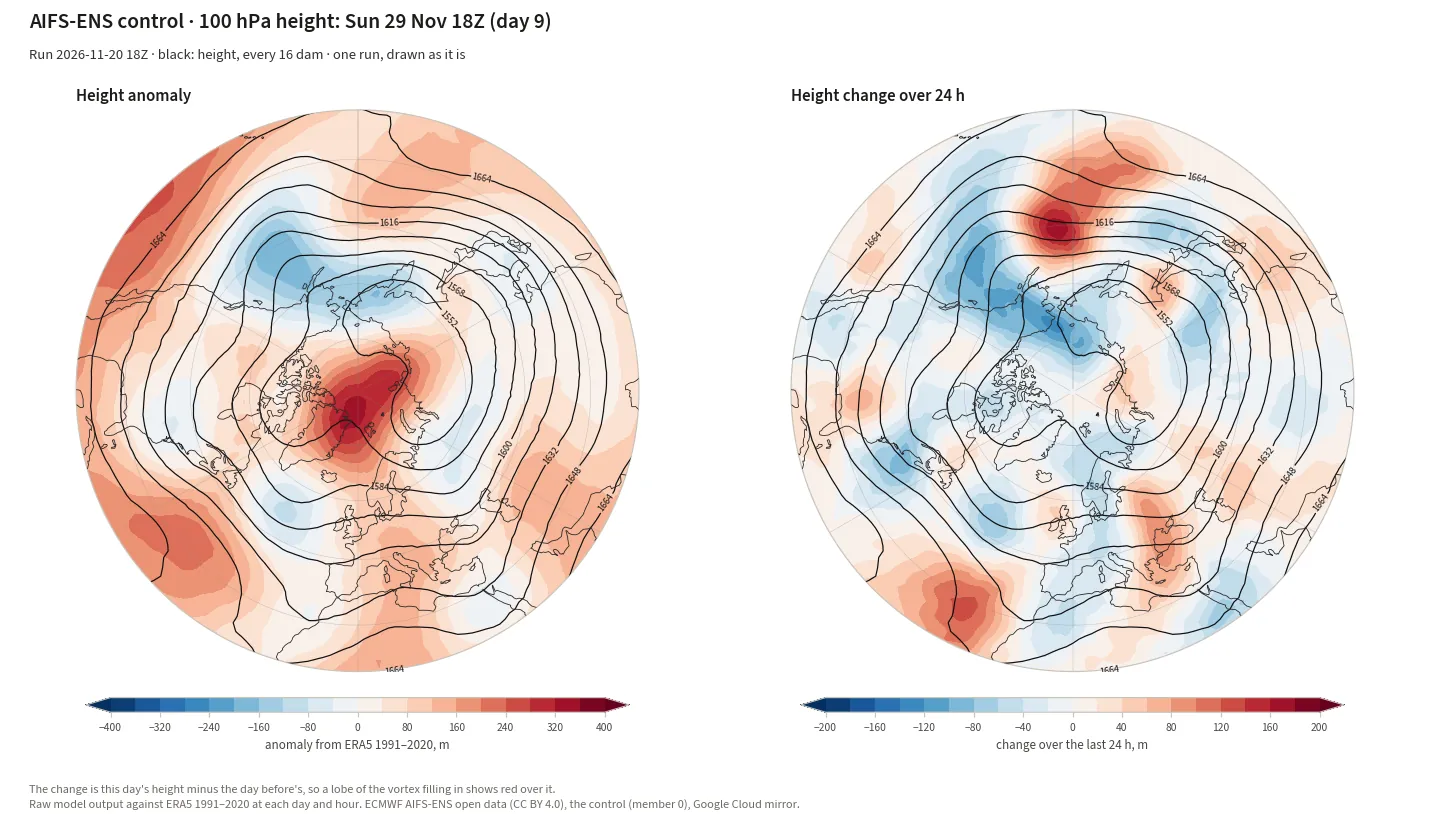 AIFS-ENS control · 100 hPa height: Sun 29 Nov 18Z (day 9)
Run 2026-11-20 18Z · black: height, every 16 dam · one run, drawn as it is
Height anomaly
Height change over 24 h
1664
1616
1664
1568
1552
1600
1632
1648
1664
1584
1664
1664
1616
1664
1568
1552
1600
1632
1648
1664
1584
1664
−400 −320 −240 −160 −80 0 80 160 240 320 400
anomaly from ERA5 1991–2020, m
−200 −160 −120 −80 −40 0 40 80 120 160 200
change over the last 24 h, m
The change is this day's height minus the day before's, so a lobe of the vortex filling in shows red over it.
Raw model output against ERA5 1991–2020 at each day and hour. ECMWF AIFS-ENS open data (CC BY 4.0), the control (member 0), Google Cloud mirror.